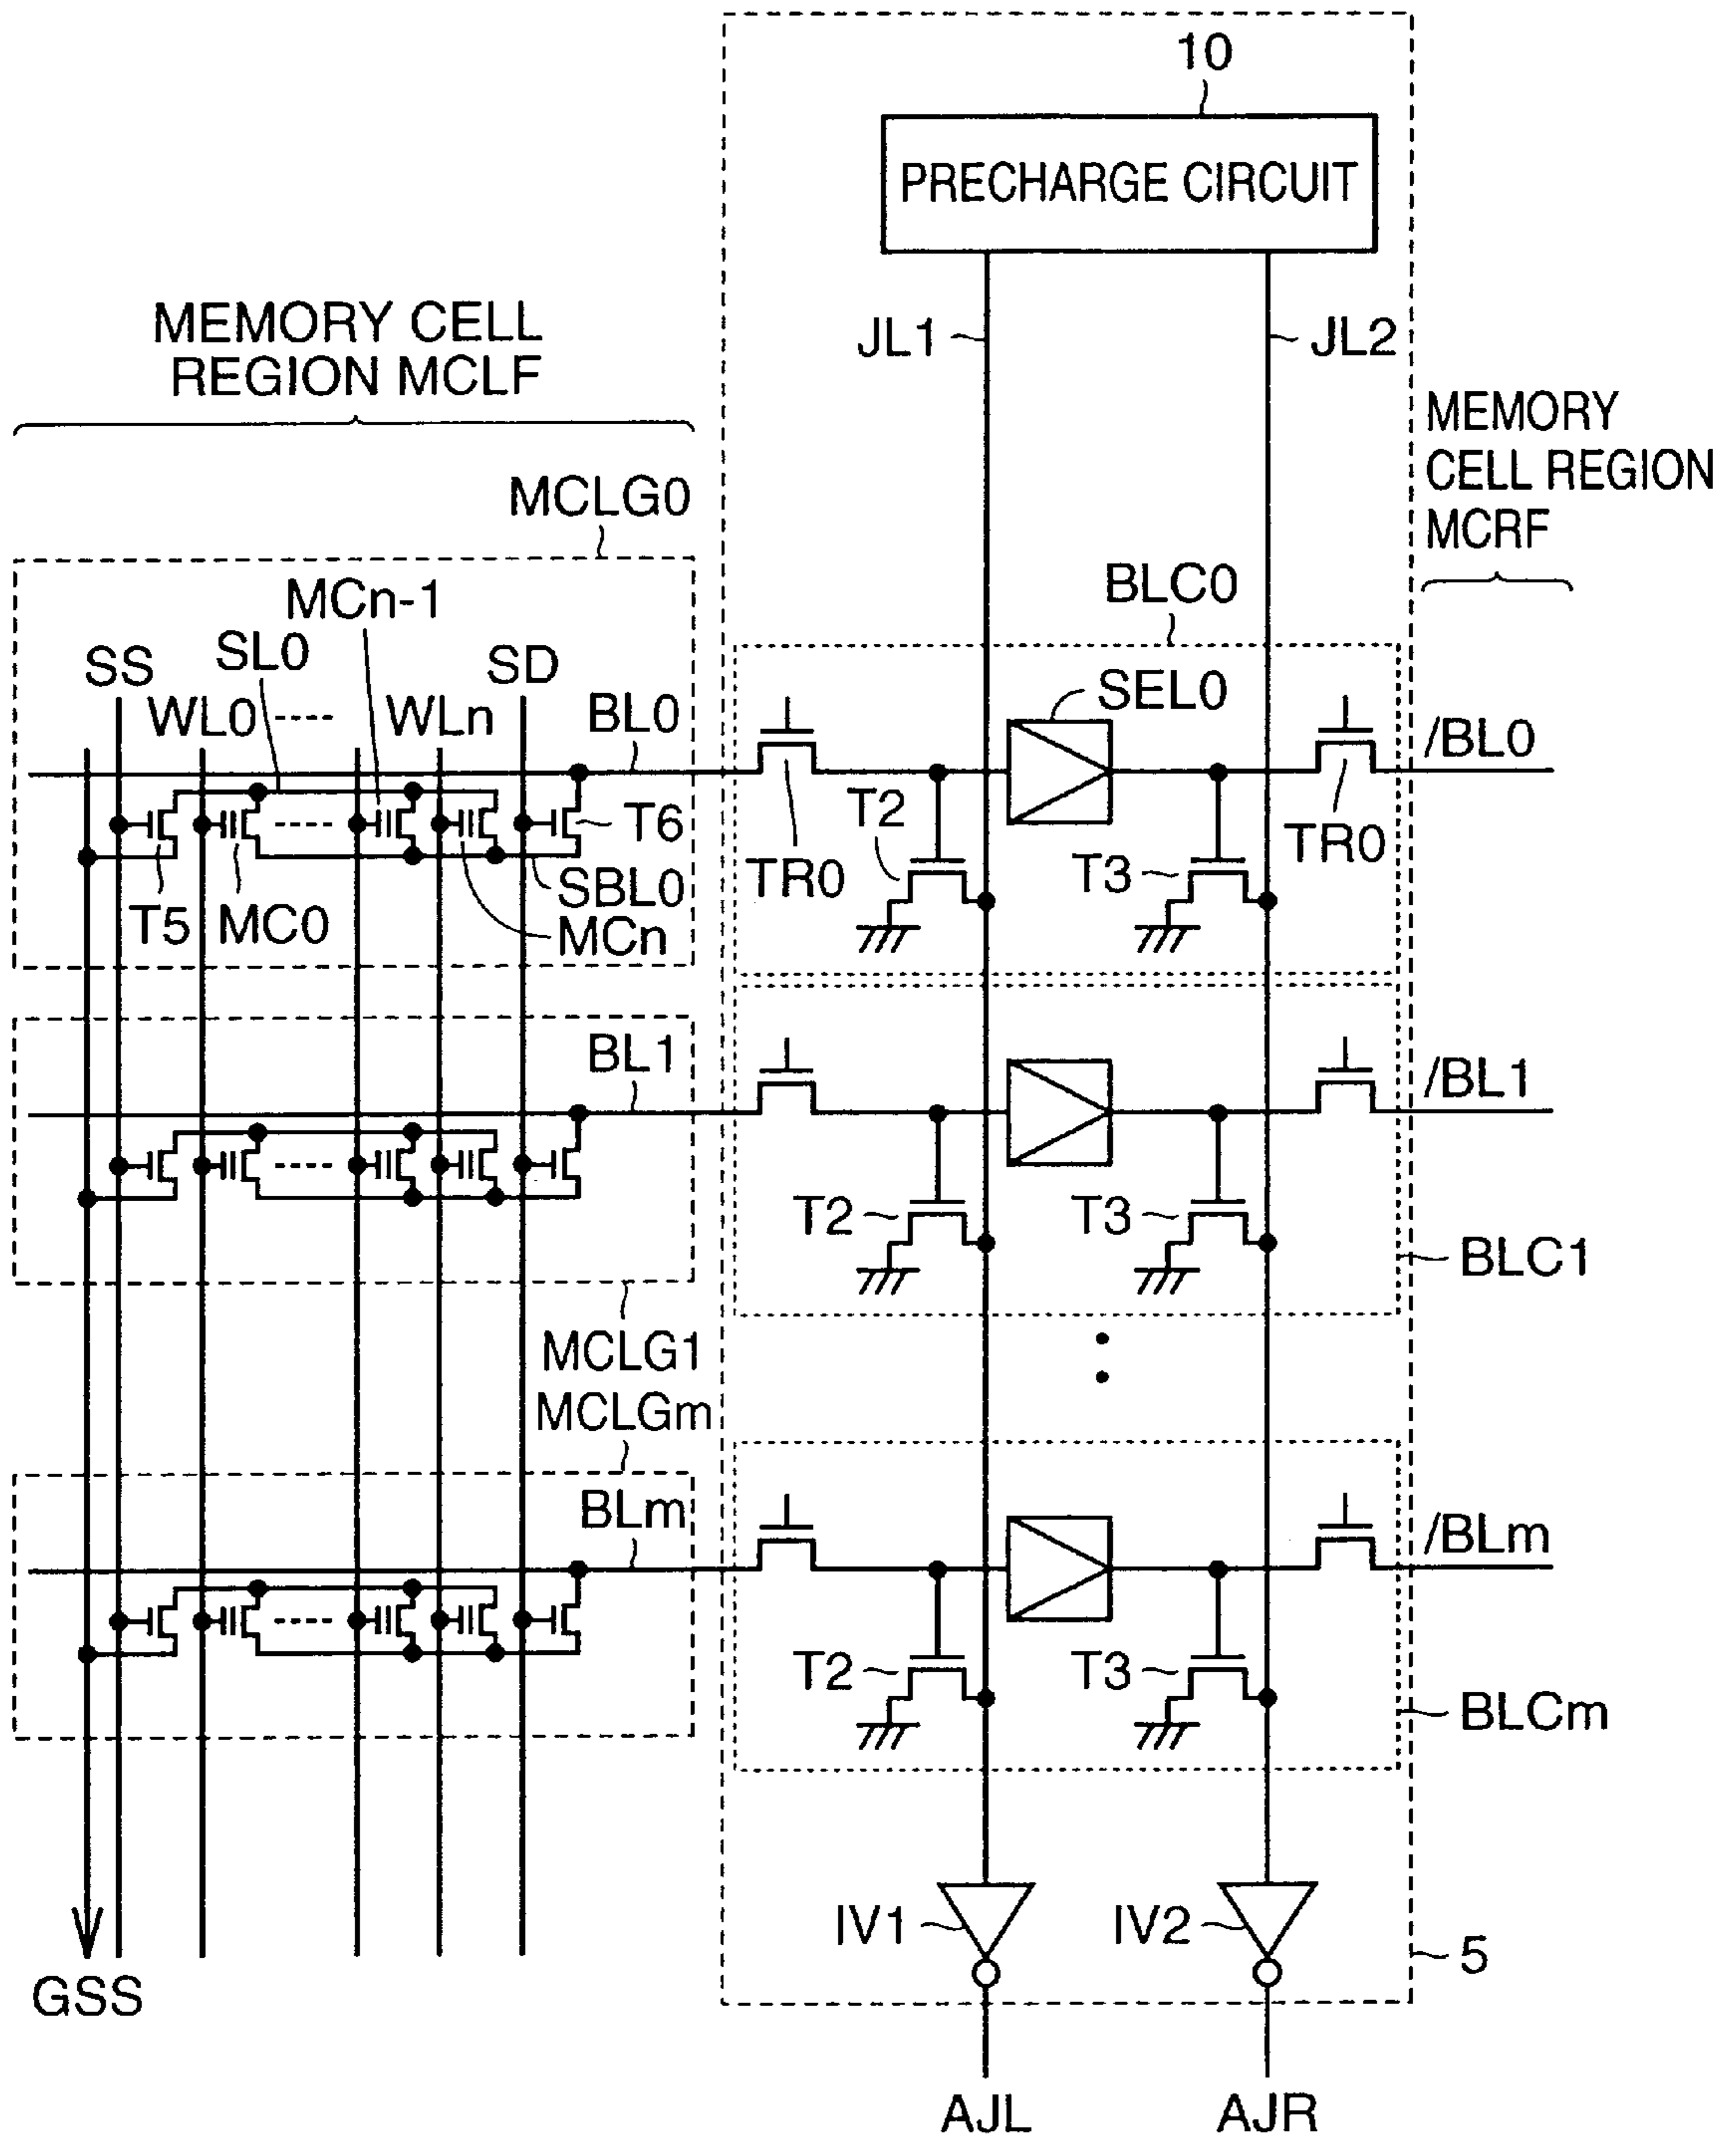 10
PRECHARGE CIRCUIT
JL1
JL2
MEMORY CELL
REGION MCLF
MEMORY
CELL REGION
MCRF
MCLG0
MCn-1
SS
SL0
SD
WL0
WLn
BL0
T6
SBL0
T5
MC0
MCn
BLC0
SEL0
/BL0
T2
TR0
T3
TR0
BL1
/BL1
T2
T3
BLC1
MCLG1
MCLGm
BLm
/BLm
T2
T3
BLCm
IV1
IV2
5
GSS
AJL
AJR